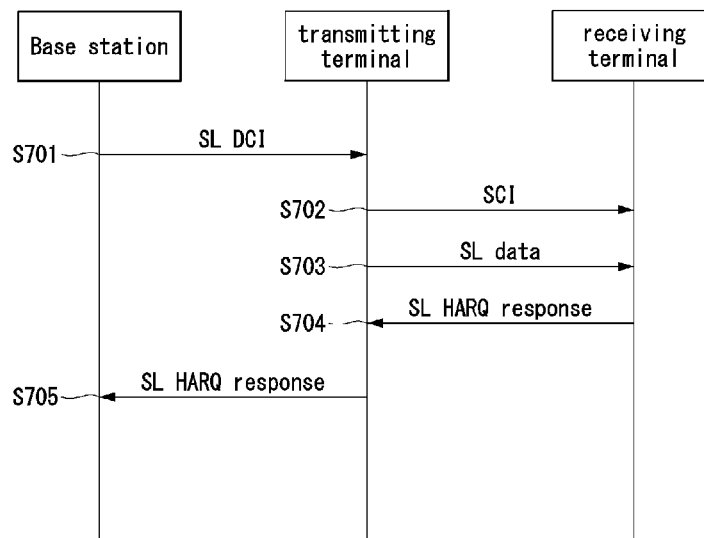 Base station
transmitting
terminal
receiving
terminal
S701
SL DCI
S702
SCI
S703
SL data
S704
SL HARQ response
S705
SL HARQ response